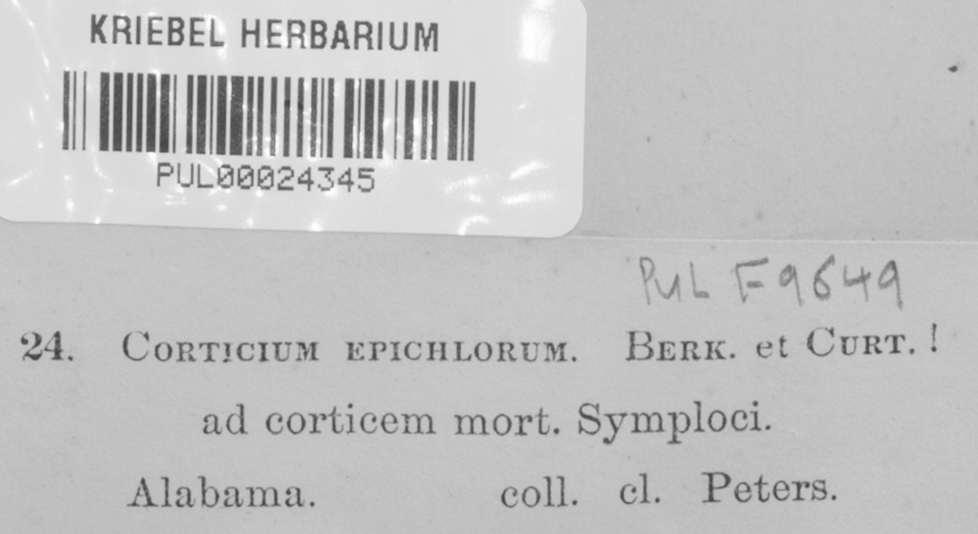 KRIEBEL HERBARIUM
PUL00024345
PUL F9649
24. CORTICIUM EPICHLORUM. BERK. et CURT. !
ad corticem mort. Symploci.
Alabama. coll. cl. Peters.